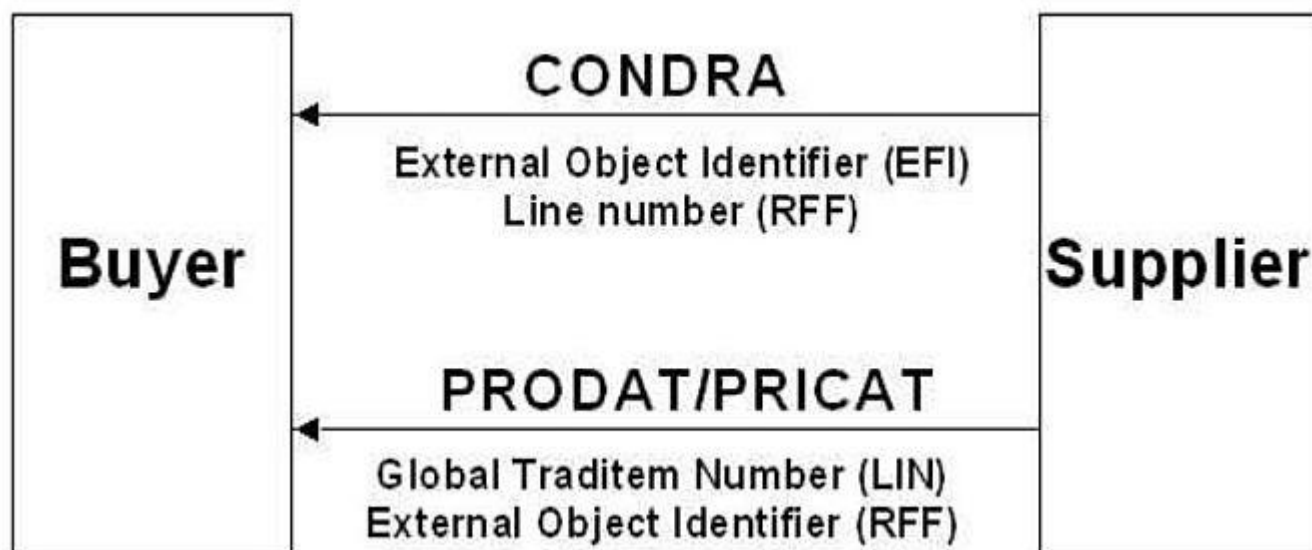 CONDRA
External Object Identifier (EFI)
Line number (RFF)
Buyer
Supplier
PRODAT/PRICAT
Global Traditem Number (LIN)
External Object Identifier (RFF)